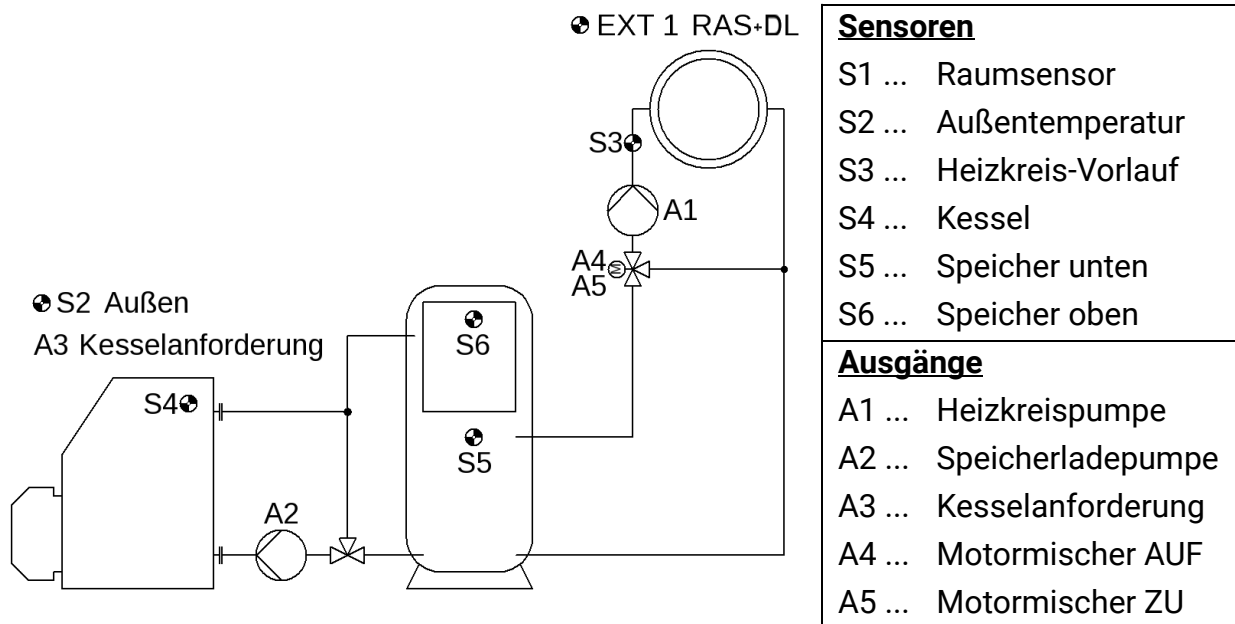 EXT 1 RAS+DL
S3
A1
A4
M
A5
S2 Außen
A3 Kesselanforderung
S4
S6
S5
A2
Sensoren
S1 ... Raumsensor
S2 ... Außentemperatur
S3 ... Heizkreis-Vorlauf
S4 ... Kessel
S5 ... Speicher unten
S6 ... Speicher oben
Ausgänge
A1 ... Heizkreispumpe
A2 ... Speicherladepumpe
A3 ... Kesselanforderung
A4 ... Motormischer AUF
A5 ... Motormischer ZU